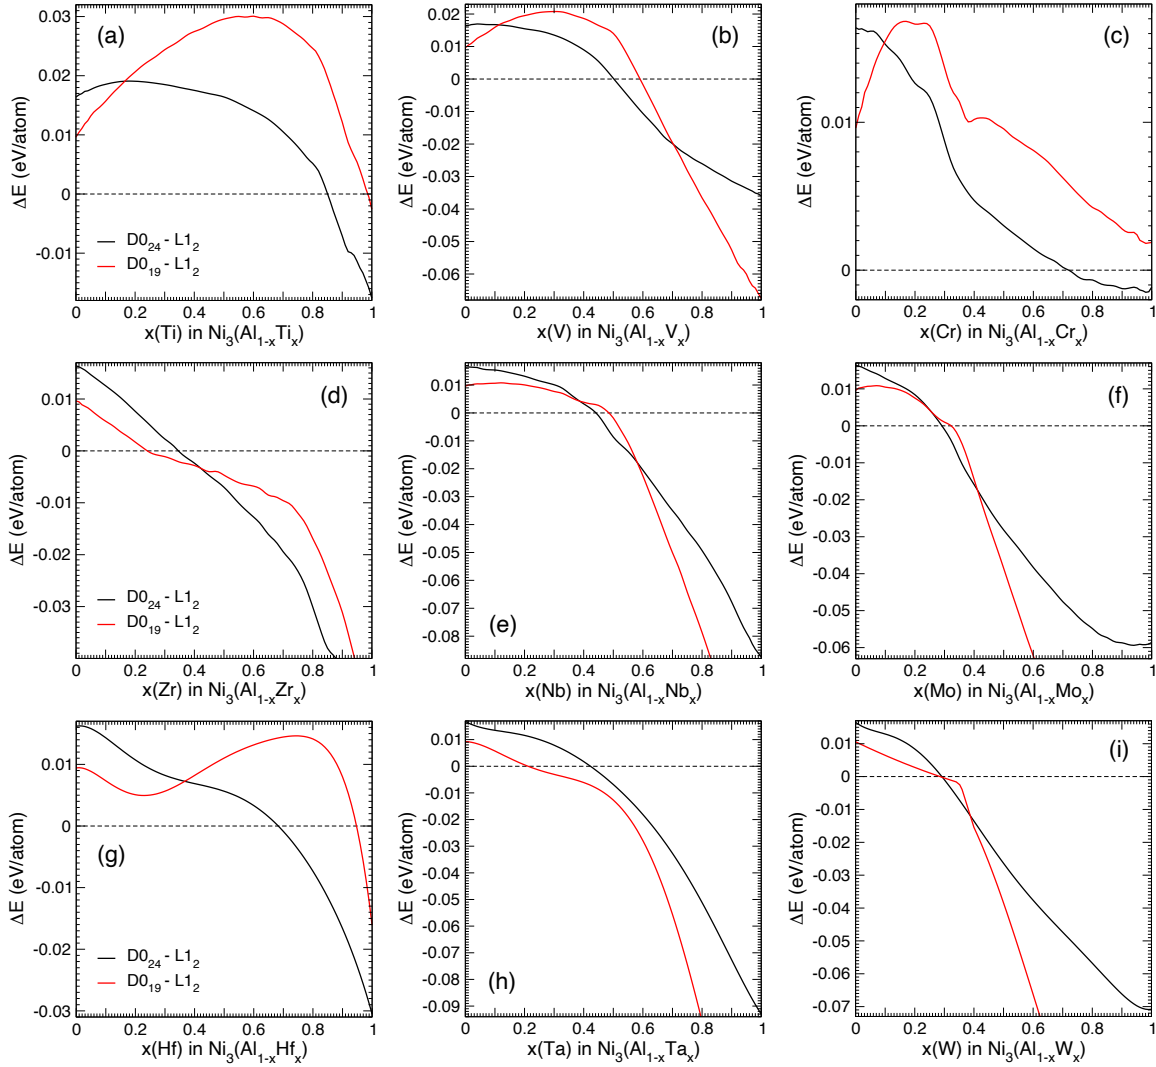 (a)
ΔE (eV/atom)
0.03
0.02
0.01
0
-0.01
D0₂₄ - L1₂
D0₁₉ - L1₂
0 0.2 0.4 0.6 0.8 1
x(Ti) in Ni₃(Al₁₋ₓTiₓ)
(b)
ΔE (eV/atom)
0.02
0.01
0
-0.01
-0.02
-0.03
-0.04
-0.05
-0.06
0 0.2 0.4 0.6 0.8 1
x(V) in Ni₃(Al₁₋ₓVₓ)
(c)
ΔE (eV/atom)
0.01
0
0 0.2 0.4 0.6 0.8 1
x(Cr) in Ni₃(Al₁₋ₓCrₓ)
(d)
ΔE (eV/atom)
0.01
0
-0.01
-0.02
-0.03
D0₂₄ - L1₂
D0₁₉ - L1₂
0 0.2 0.4 0.6 0.8 1
x(Zr) in Ni₃(Al₁₋ₓZrₓ)
(e)
ΔE (eV/atom)
0.01
0
-0.01
-0.02
-0.03
-0.04
-0.05
-0.06
-0.07
-0.08
0 0.2 0.4 0.6 0.8 1
x(Nb) in Ni₃(Al₁₋ₓNbₓ)
(f)
ΔE (eV/atom)
0.01
0
-0.01
-0.02
-0.03
-0.04
-0.05
-0.06
0 0.2 0.4 0.6 0.8 1
x(Mo) in Ni₃(Al₁₋ₓMoₓ)
(g)
ΔE (eV/atom)
0.01
0
-0.01
-0.02
-0.03
D0₂₄ - L1₂
D0₁₉ - L1₂
0 0.2 0.4 0.6 0.8 1
x(Hf) in Ni₃(Al₁₋ₓHfₓ)
(h)
ΔE (eV/atom)
0.01
0
-0.01
-0.02
-0.03
-0.04
-0.05
-0.06
-0.07
-0.08
-0.09
0 0.2 0.4 0.6 0.8 1
x(Ta) in Ni₃(Al₁₋ₓTaₓ)
(i)
ΔE (eV/atom)
0.01
0
-0.01
-0.02
-0.03
-0.04
-0.05
-0.06
-0.07
0 0.2 0.4 0.6 0.8 1
x(W) in Ni₃(Al₁₋ₓWₓ)